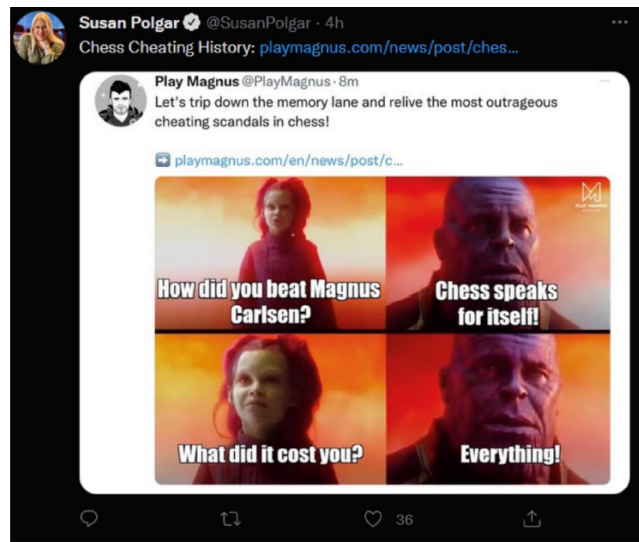 Susan Polgar @SusanPolgar · 4h
Chess Cheating History: playmagnus.com/news/post/ches...
Play Magnus @PlayMagnus · 8m
Let's trip down the memory lane and relive the most outrageous
cheating scandals in chess!
playmagnus.com/en/news/post/c...
PLAY MAGNUS
How did you beat Magnus
Carlsen?
Chess speaks
for itself!
What did it cost you?
Everything!
36